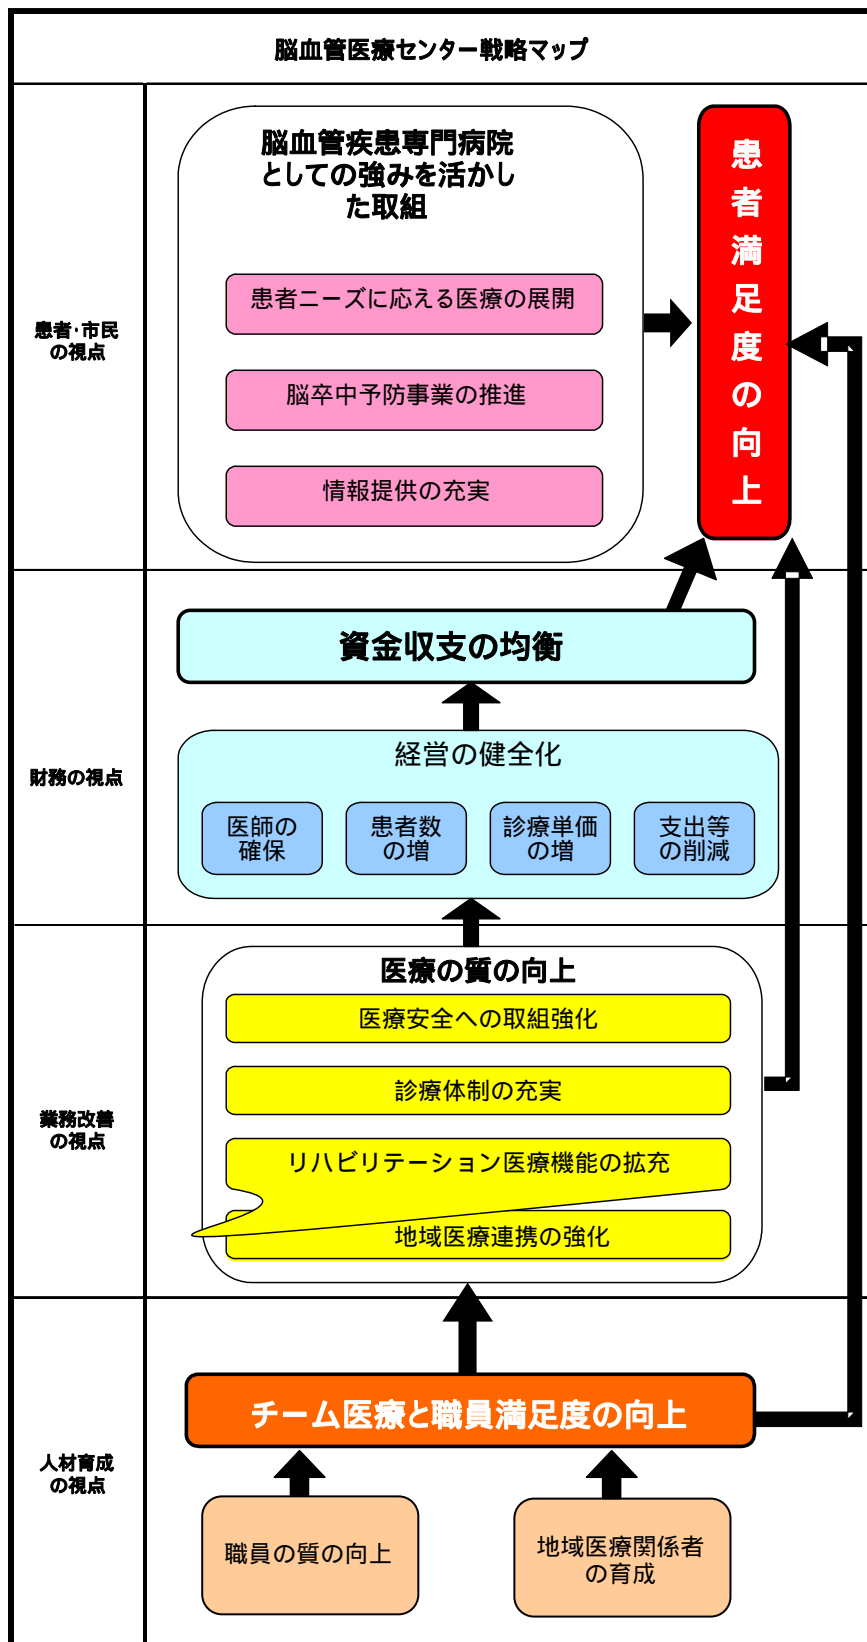 脳血管医療センター戦略マップ
患者・市民
の視点
脳血管疾患専門病院
としての強みを活かし
た取組
患者ニーズに応える医療の展開
脳卒中予防事業の推進
情報提供の充実
患者満足度の向上
財務の視点
資金収支の均衡
経営の健全化
医師の
確保
患者数
の増
診療単価
の増
支出等
の削減
業務改善
の視点
医療の質の向上
医療安全への取組強化
診療体制の充実
リハビリテーション医療機能の拡充
地域医療連携の強化
人材育成
の視点
チーム医療と職員満足度の向上
職員の質の向上
地域医療関係者
の育成